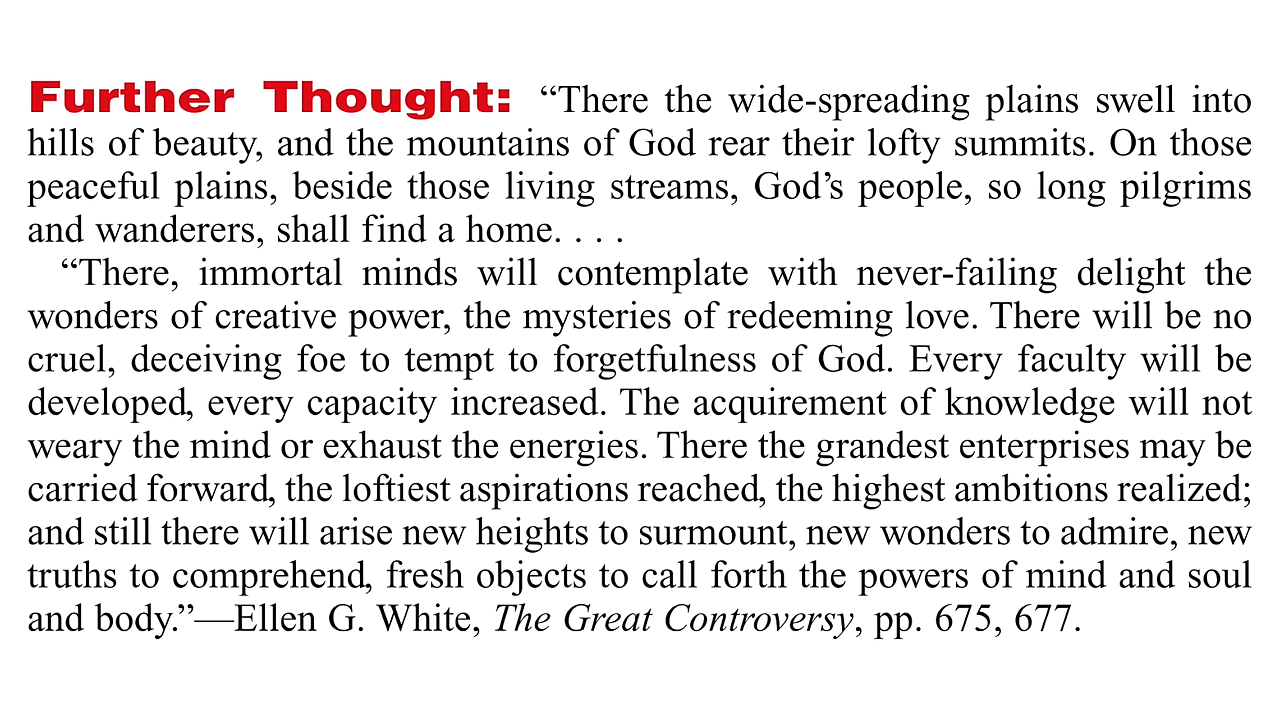 Further Thought: “There the wide-spreading plains swell into
hills of beauty, and the mountains of God rear their lofty summits. On those
peaceful plains, beside those living streams, God’s people, so long pilgrims
and wanderers, shall find a home. . . .
“There, immortal minds will contemplate with never-failing delight the
wonders of creative power, the mysteries of redeeming love. There will be no
cruel, deceiving foe to tempt to forgetfulness of God. Every faculty will be
developed, every capacity increased. The acquirement of knowledge will not
weary the mind or exhaust the energies. There the grandest enterprises may be
carried forward, the loftiest aspirations reached, the highest ambitions realized;
and still there will arise new heights to surmount, new wonders to admire, new
truths to comprehend, fresh objects to call forth the powers of mind and soul
and body.”—Ellen G. White, The Great Controversy, pp. 675, 677.